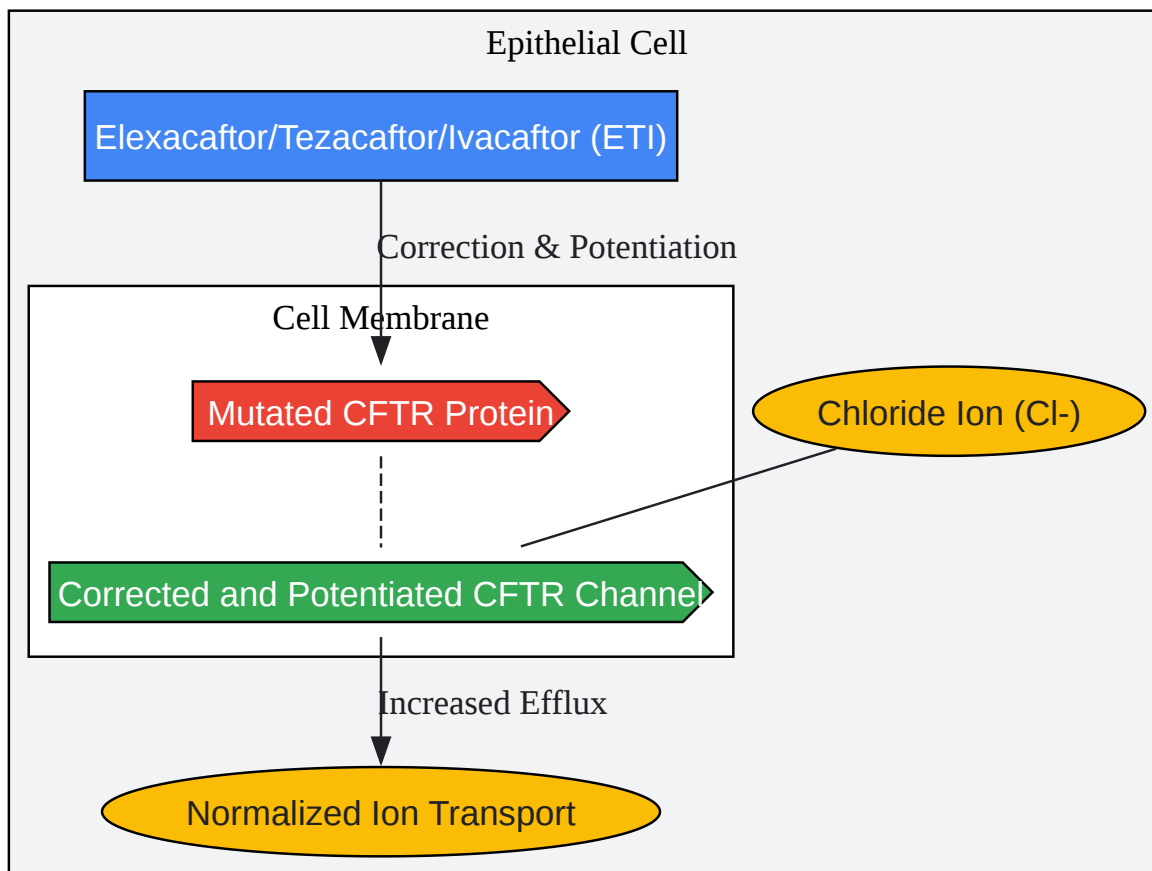 Epithelial Cell
Elexacaftor/Tezacaftor/Ivacaftor (ETI)
Correction & Potentiation
Cell Membrane
Mutated CFTR Protein
Chloride Ion (Cl-)
Corrected and Potentiated CFTR Channel
Increased Efflux
Normalized Ion Transport